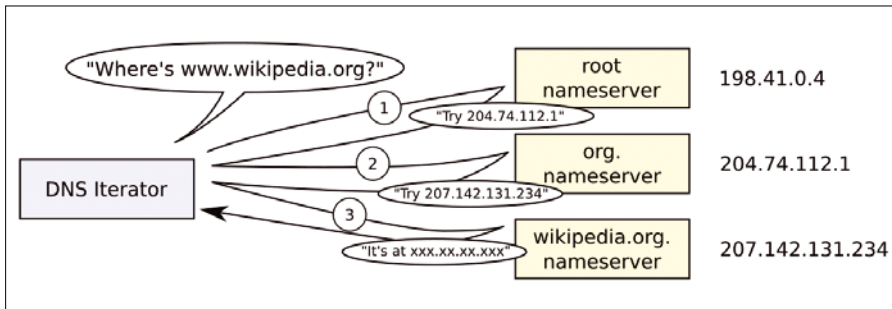 "Where's www.wikipedia.org?"
root
nameserver
198.41.0.4
1
"Try 204.74.112.1"
2
org.
nameserver
204.74.112.1
DNS Iterator
"Try 207.142.131.234"
3
wikipedia.org.
nameserver
207.142.131.234
"It's at xxx.xx.xx.xxx"